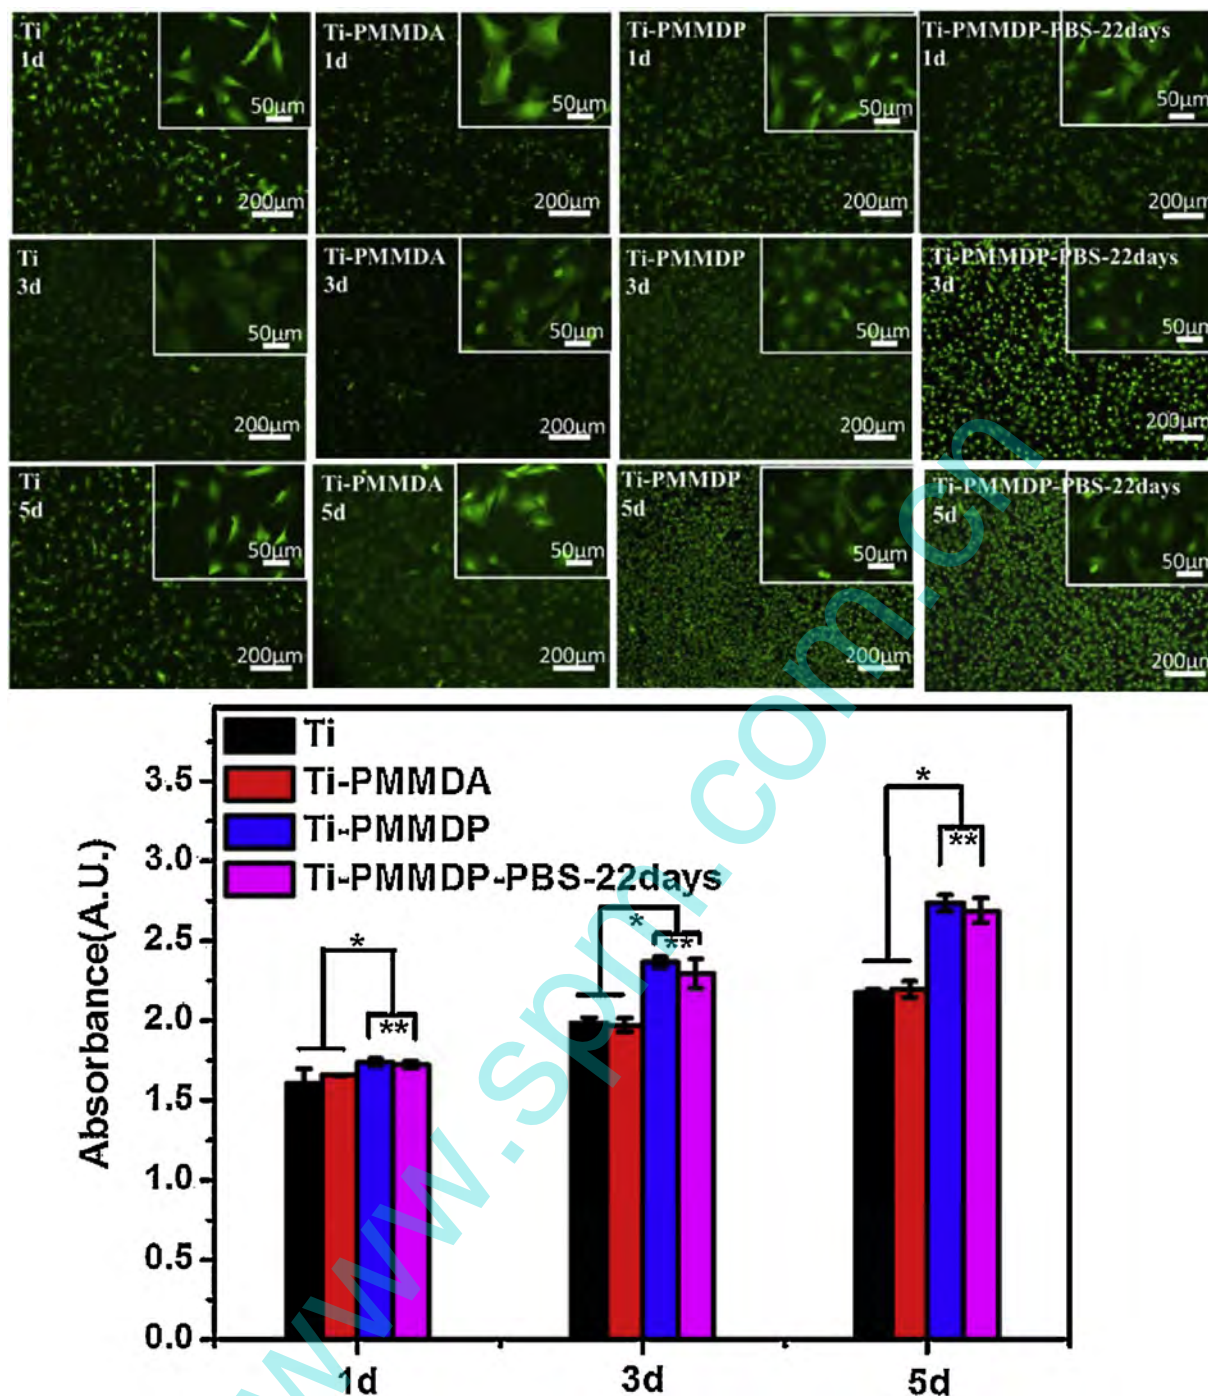 Ti
1d
50μm
200μm
Ti-PMMDA
1d
50μm
200μm
Ti-PMMDP
1d
50μm
200μm
Ti-PMMDP-PBS-22days
1d
50μm
200μm
Ti
3d
50μm
200μm
Ti-PMMDA
3d
50μm
200μm
Ti-PMMDP
3d
50μm
200μm
Ti-PMMDP-PBS-22days
3d
50μm
200μm
Ti
5d
50μm
200μm
Ti-PMMDA
5d
50μm
200μm
Ti-PMMDP
5d
50μm
200μm
Ti-PMMDP-PBS-22days
5d
50μm
200μm
Ti
Ti-PMMDA
Ti-PMMDP
Ti-PMMDP-PBS-22days
Absorbance(A.U.)
3.5
3.0
2.5
2.0
1.5
1.0
0.5
0.0
*
**
*
**
*
**
1d
3d
5d
www.spm.com.cn